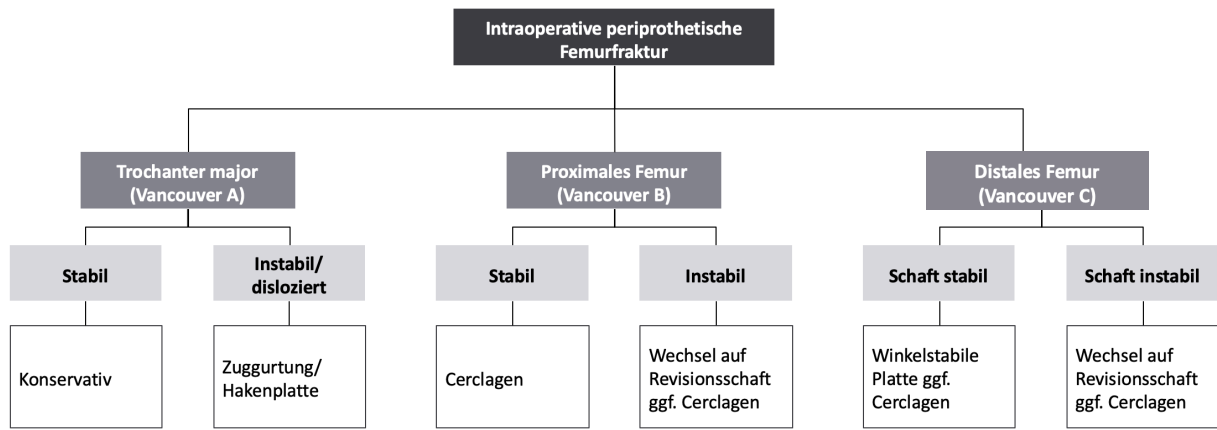 Intraoperative periprothetische
Femurfraktur
Trochanter major
(Vancouver A)
Proximales Femur
(Vancouver B)
Distales Femur
(Vancouver C)
Stabil
Instabil/
disloziert
Stabil
Instabil
Schaft stabil
Schaft instabil
Konservativ
Zuggurtung/
Hakenplatte
Cerclagen
Wechsel auf
Revisionsschaft
ggf. Cerclagen
Winkelstabile
Platte ggf.
Cerclagen
Wechsel auf
Revisionsschaft
ggf. Cerclagen